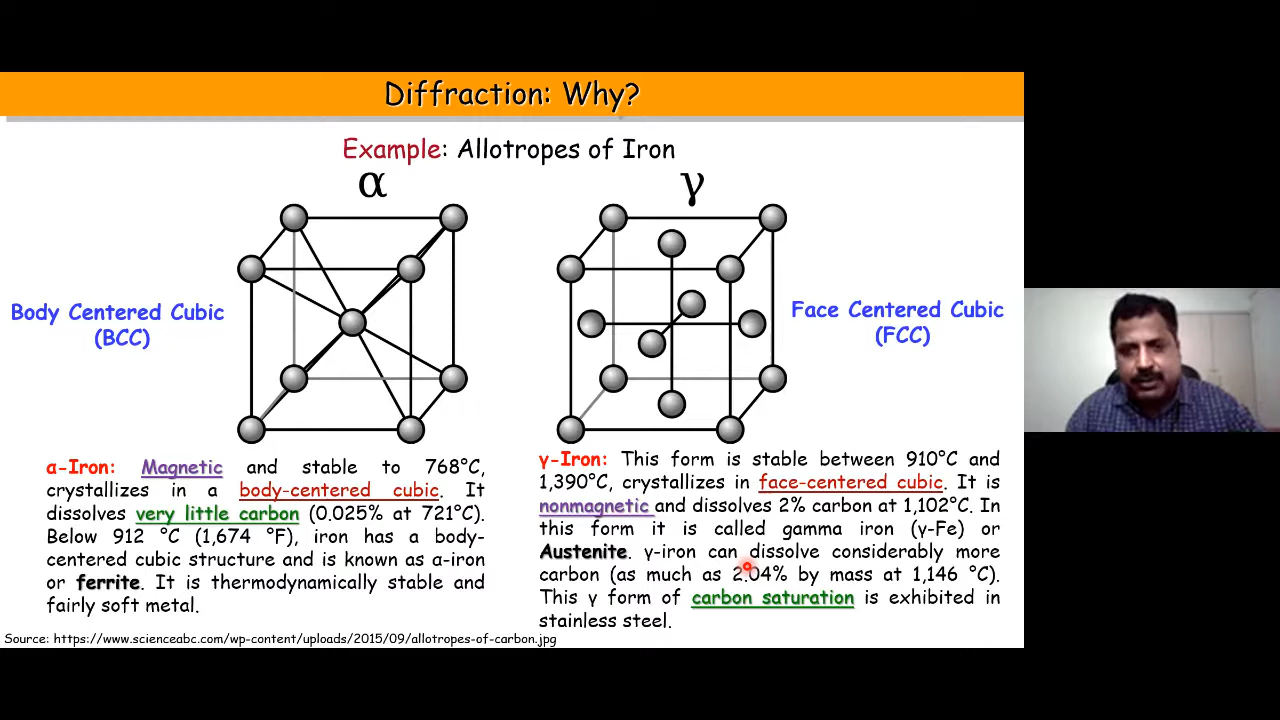 Diffraction: Why?
Example: Allotropes of Iron
α
γ
Body Centered Cubic
(BCC)
Face Centered Cubic
(FCC)
α-Iron: Magnetic and stable to 768°C,
crystallizes in a body-centered cubic. It
dissolves very little carbon (0.025% at 721°C).
Below 912 °C (1,674 °F), iron has a body-
centered cubic structure and is known as α-iron
or ferrite. It is thermodynamically stable and
fairly soft metal.
γ-Iron: This form is stable between 910°C and
1,390°C, crystallizes in face-centered cubic. It is
nonmagnetic and dissolves 2% carbon at 1,102°C. In
this form it is called gamma iron (γ-Fe) or
Austenite. γ-iron can dissolve considerably more
carbon (as much as 2.04% by mass at 1,146 °C).
This γ form of carbon saturation is exhibited in
stainless steel.
Source: https://www.scienceabc.com/wp-content/uploads/2015/09/allotropes-of-carbon.jpg